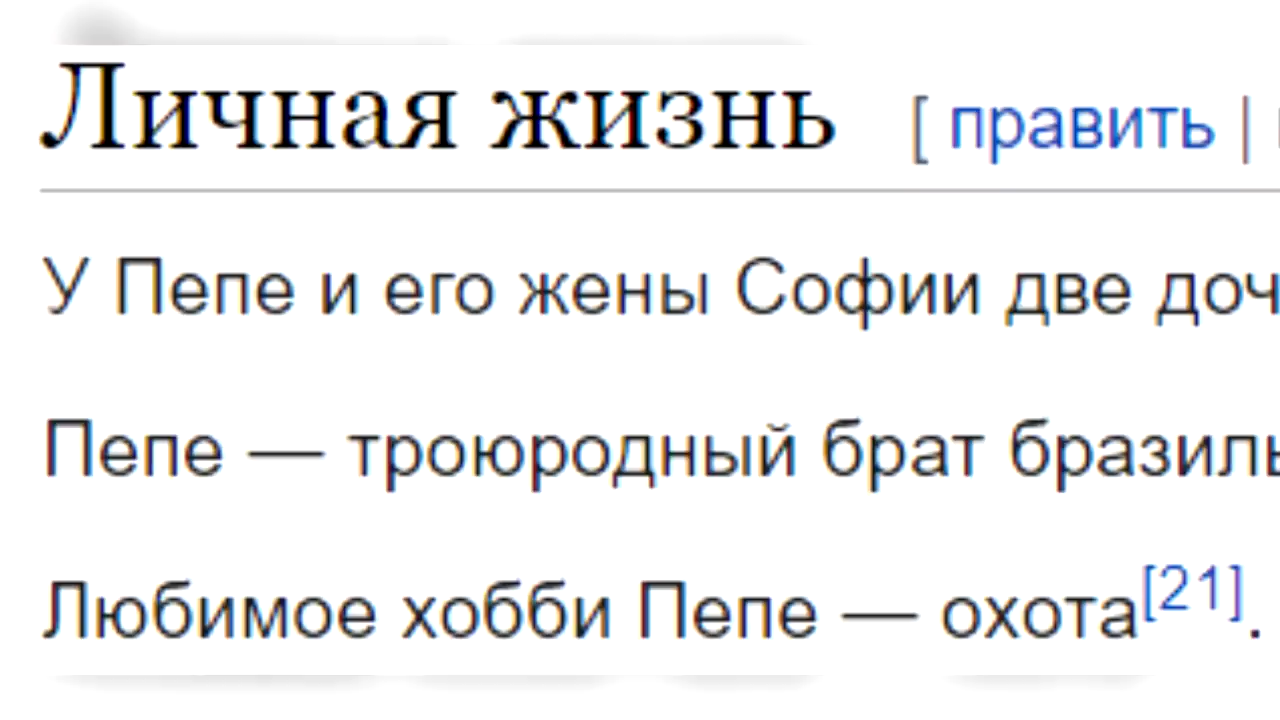 Личная жизнь [ править |
У Пепе и его жены Софии две доч
Пепе — троюродный брат бразиль
Любимое хобби Пепе — охота[21].